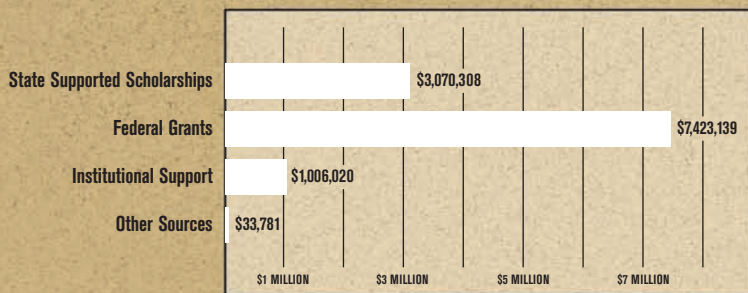 State Supported Scholarships $3,070,308
Federal Grants $7,423,139
Institutional Support $1,006,020
Other Sources $33,781
$1 MILLION $3 MILLION $5 MILLION $7 MILLION